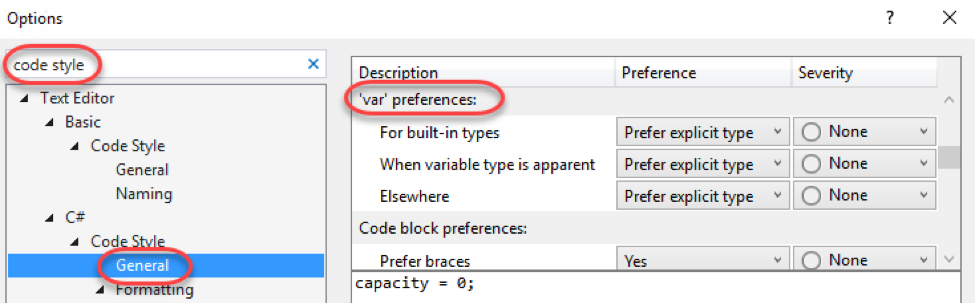 Options
? ×
code style ×
Text Editor
Basic
Code Style
General
Naming
C#
Code Style
General
Formatting
Description Preference Severity
'var' preferences:
For built-in types Prefer explicit type None
When variable type is apparent Prefer explicit type None
Elsewhere Prefer explicit type None
Code block preferences:
Prefer braces Yes None
capacity = 0;